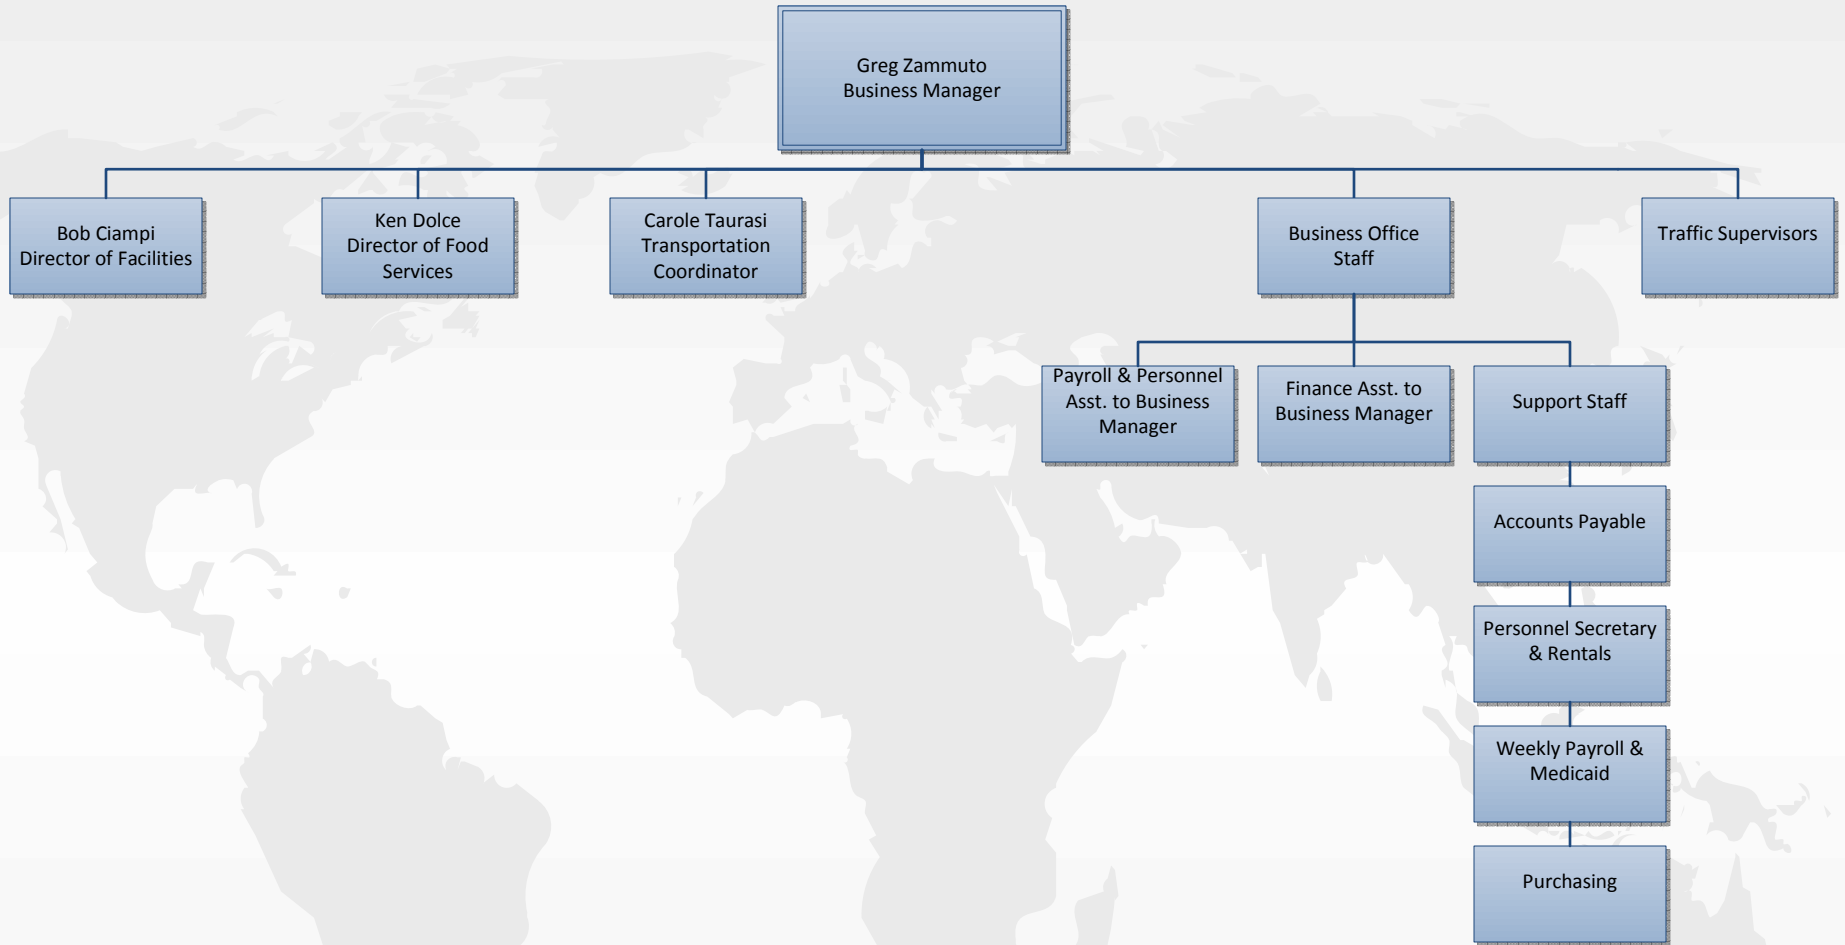 Greg Zammuto
Business Manager
Bob Ciampi
Director of Facilities
Ken Dolce
Director of Food
Services
Carole Taurasi
Transportation
Coordinator
Business Office
Staff
Traffic Supervisors
Payroll & Personnel
Asst. to Business
Manager
Finance Asst. to
Business Manager
Support Staff
Accounts Payable
Personnel Secretary
& Rentals
Weekly Payroll &
Medicaid
Purchasing